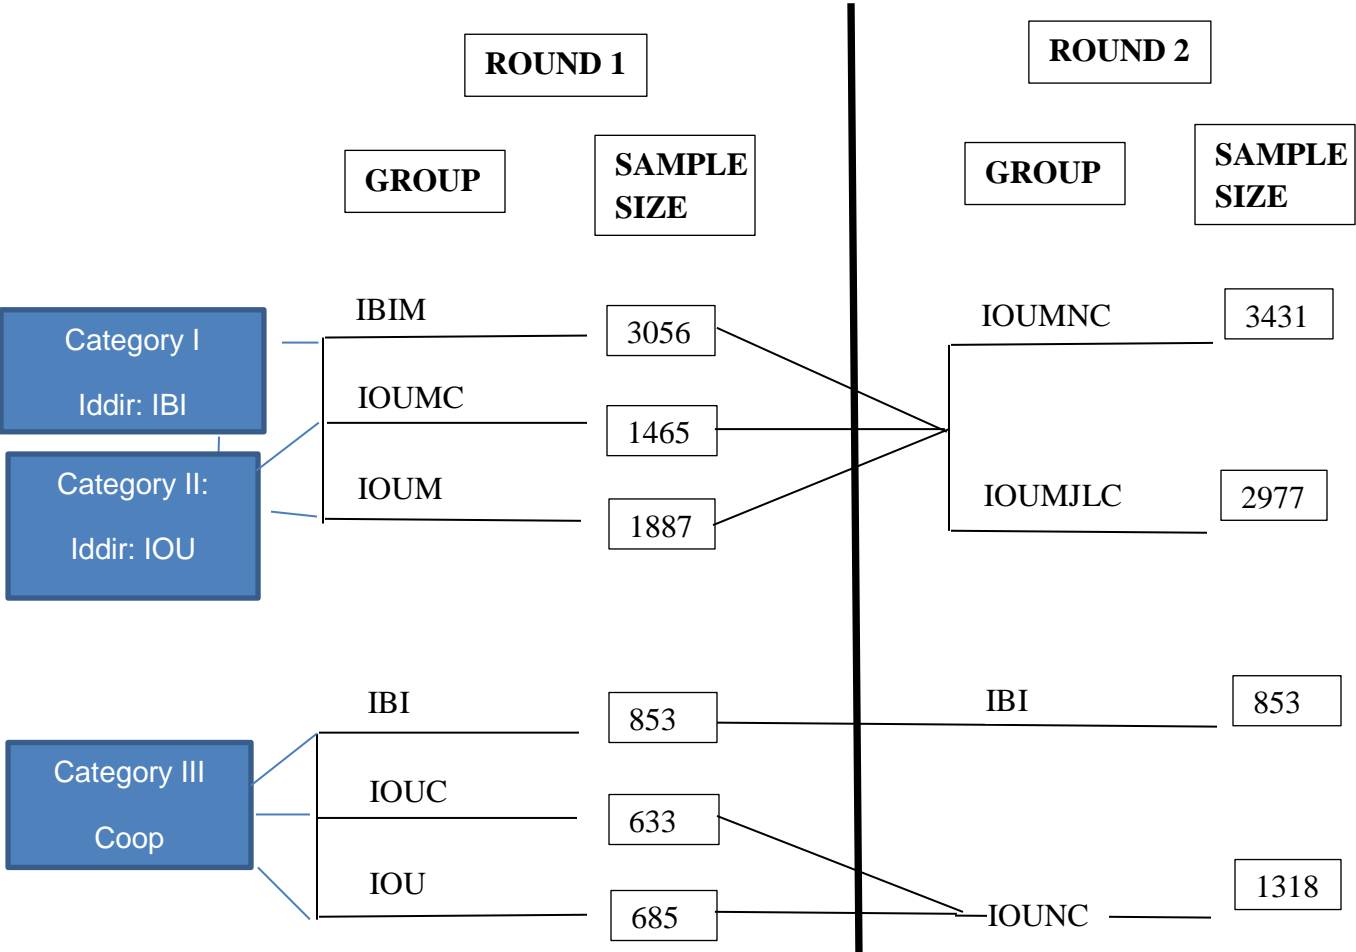 ROUND 1
ROUND 2
GROUP
SAMPLE
SIZE
GROUP
SAMPLE
SIZE
Category I
Iddir: IBI
Category II:
Iddir: IOU
IBIM
3056
IOUMC
1465
IOUM
1887
IOUMNC
3431
IOUMJLC
2977
Category III
Coop
IBI
853
IOUC
633
IOU
685
IBI
853
IOUNC
1318